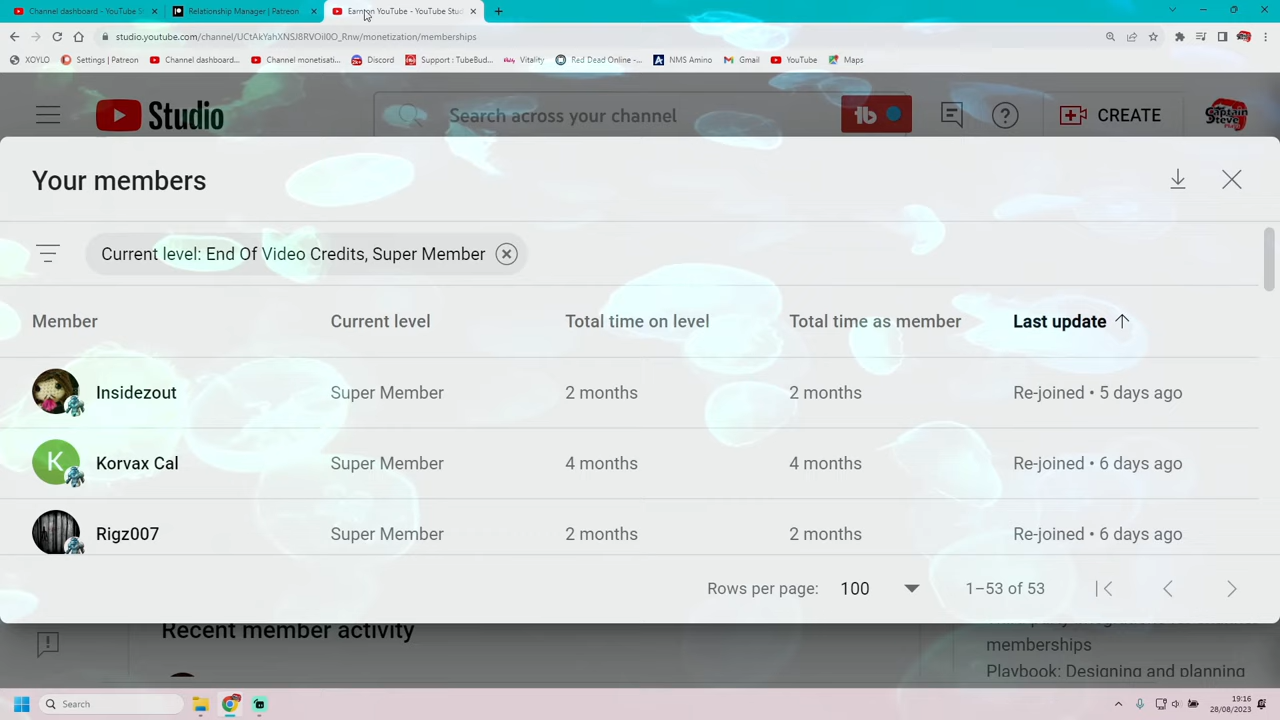 Channel dashboard - YouTube S
Relationship Manager | Patreon
Earn on YouTube - YouTube Stud
studio.youtube.com/channel/UCtAkYahXNSJ8RVOil0O_Rnw/monetization/memberships
XOYLO
Settings | Patreon
Channel dashboard...
Channel monetisati...
Discord
Support : TubeBud...
Vitality
Red Dead Online -...
NMS Amino
Gmail
YouTube
Maps
Studio
Search across your channel
tb
CREATE
Captain Steve
Your members
Current level: End Of Video Credits, Super Member
Member Current level Total time on level Total time as member Last update
Insidezout Super Member 2 months 2 months Re-joined • 5 days ago
K Korvax Cal Super Member 4 months 4 months Re-joined • 6 days ago
Rigz007 Super Member 2 months 2 months Re-joined • 6 days ago
Rows per page: 100 1–53 of 53
Recent member activity
memberships
Playbook: Designing and planning
Search
19:16
28/08/2023